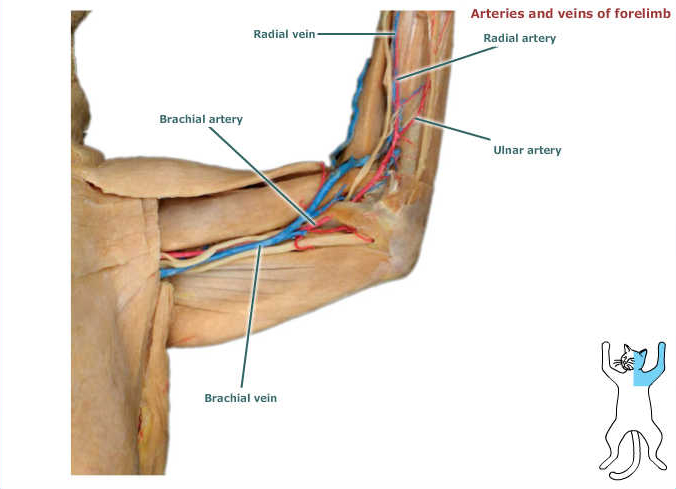 Arteries and veins of forelimb
Radial vein
Radial artery
Brachial artery
Ulnar artery
Brachial vein